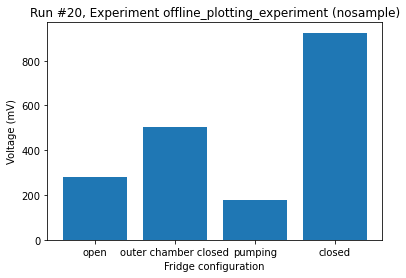 Run #20, Experiment offline_plotting_experiment (nosample)
800
600
400
200
0
Voltage (mV)
open outer chamber closed pumping closed
Fridge configuration